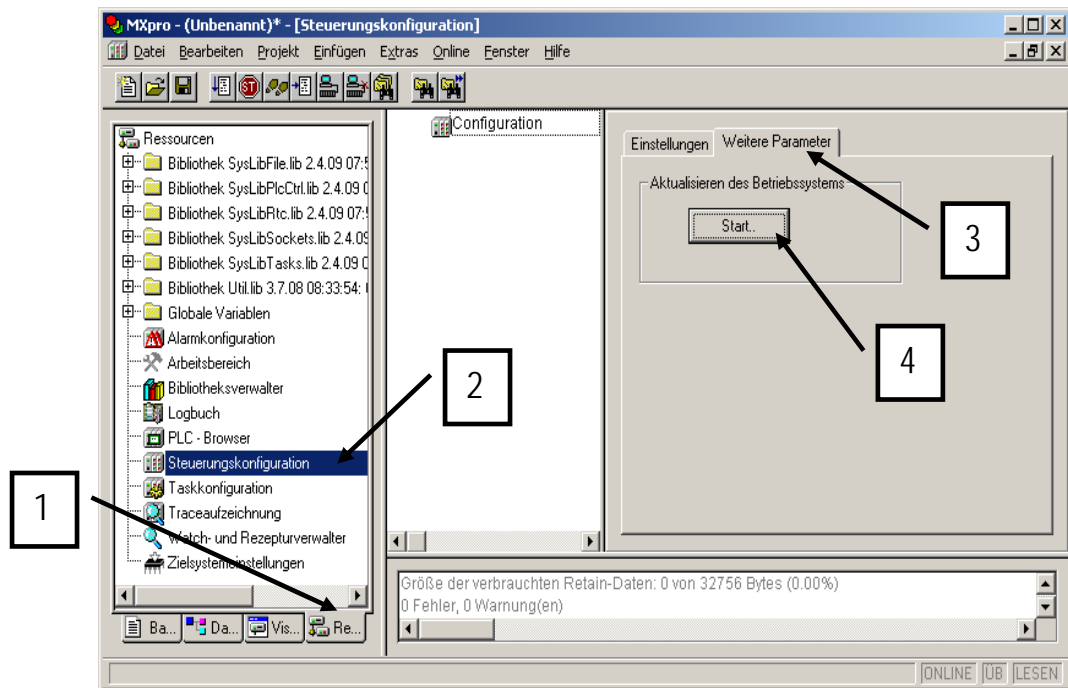 MXpro - (Unbenannt)* - [Steuerungskonfiguration]
Datei Bearbeiten Projekt Einfügen Extras Online Fenster Hilfe
Ressourcen
Bibliothek SysLibFile.lib 2.4.09 07:5
Bibliothek SysLibPlcCtrl.lib 2.4.09 0
Bibliothek SysLibRtc.lib 2.4.09 07:5
Bibliothek SysLibSockets.lib 2.4.09
Bibliothek SysLibTasks.lib 2.4.09 0
Bibliothek Util.lib 3.7.08 08:33:54:
Globale Variablen
Alarmkonfiguration
Arbeitsbereich
Bibliotheksverwalter
Logbuch
PLC - Browser
Steuerungskonfiguration
Taskkonfiguration
Traceaufzeichnung
Watch- und Rezepturverwalter
Zielsystemeinstellungen
Ba...
Da...
Vis...
Re...
Configuration
Einstellungen
Weitere Parameter
Aktualisieren des Betriebssystems
Start..
1
2
3
4
Größe der verbrauchten Retain-Daten: 0 von 32756 Bytes (0.00%)
0 Fehler, 0 Warnung(en)
ONLINE ÜB LESEN